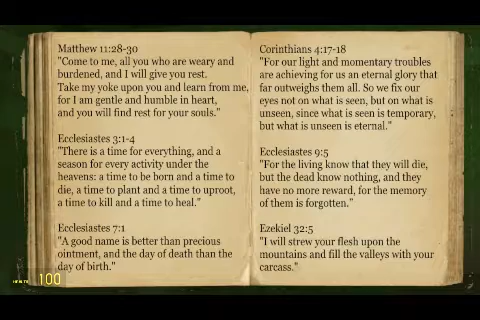 Matthew 11:28-30
"Come to me, all you who are weary and
burdened, and I will give you rest.
Take my yoke upon you and learn from me,
for I am gentle and humble in heart,
and you will find rest for your souls."
Ecclesiastes 3:1-4
"There is a time for everything, and a
season for every activity under the
heavens: a time to be born and a time to
die, a time to plant and a time to uproot,
a time to kill and a time to heal."
Ecclesiastes 7:1
"A good name is better than precious
ointment, and the day of death than the
day of birth."
Corinthians 4:17-18
"For our light and momentary troubles
are achieving for us an eternal glory that
far outweighs them all. So we fix our
eyes not on what is seen, but on what is
unseen, since what is seen is temporary,
but what is unseen is eternal."
Ecclesiastes 9:5
"For the living know that they will die,
but the dead know nothing, and they
have no more reward, for the memory
of them is forgotten."
Ezekiel 32:5
"I will strew your flesh upon the
mountains and fill the valleys with your
carcass."
HEALTH 100